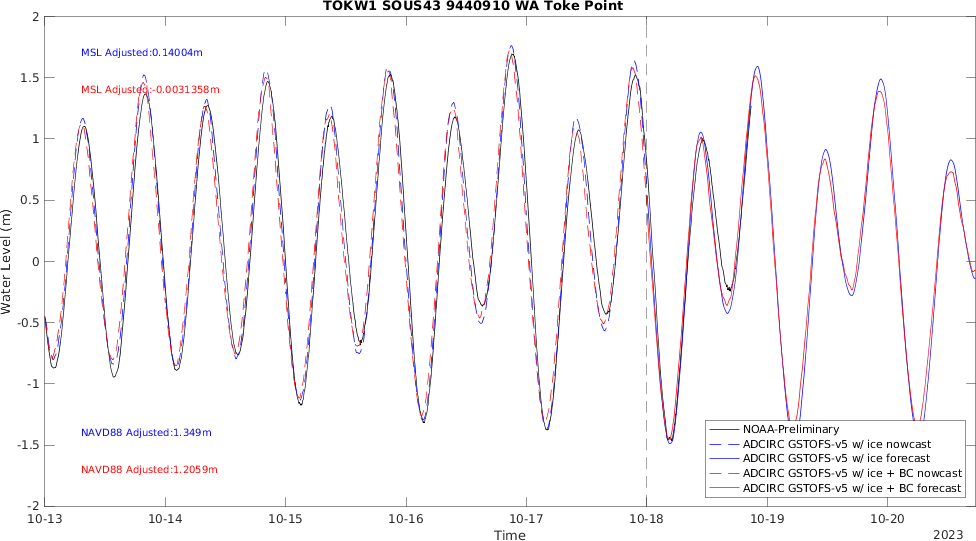 TOKW1 SOUS43 9440910 WA Toke Point
Water Level (m)
2
1.5
1
0.5
0
-0.5
-1
-1.5
-2
MSL Adjusted:0.14004m
MSL Adjusted:-0.0031358m
NAVD88 Adjusted:1.349m
NAVD88 Adjusted:1.2059m
NOAA-Preliminary
ADCIRC GSTOFS-v5 w/ ice nowcast
ADCIRC GSTOFS-v5 w/ ice forecast
ADCIRC GSTOFS-v5 w/ ice + BC nowcast
ADCIRC GSTOFS-v5 w/ ice + BC forecast
10-13 10-14 10-15 10-16 10-17 10-18 10-19 10-20
Time
2023